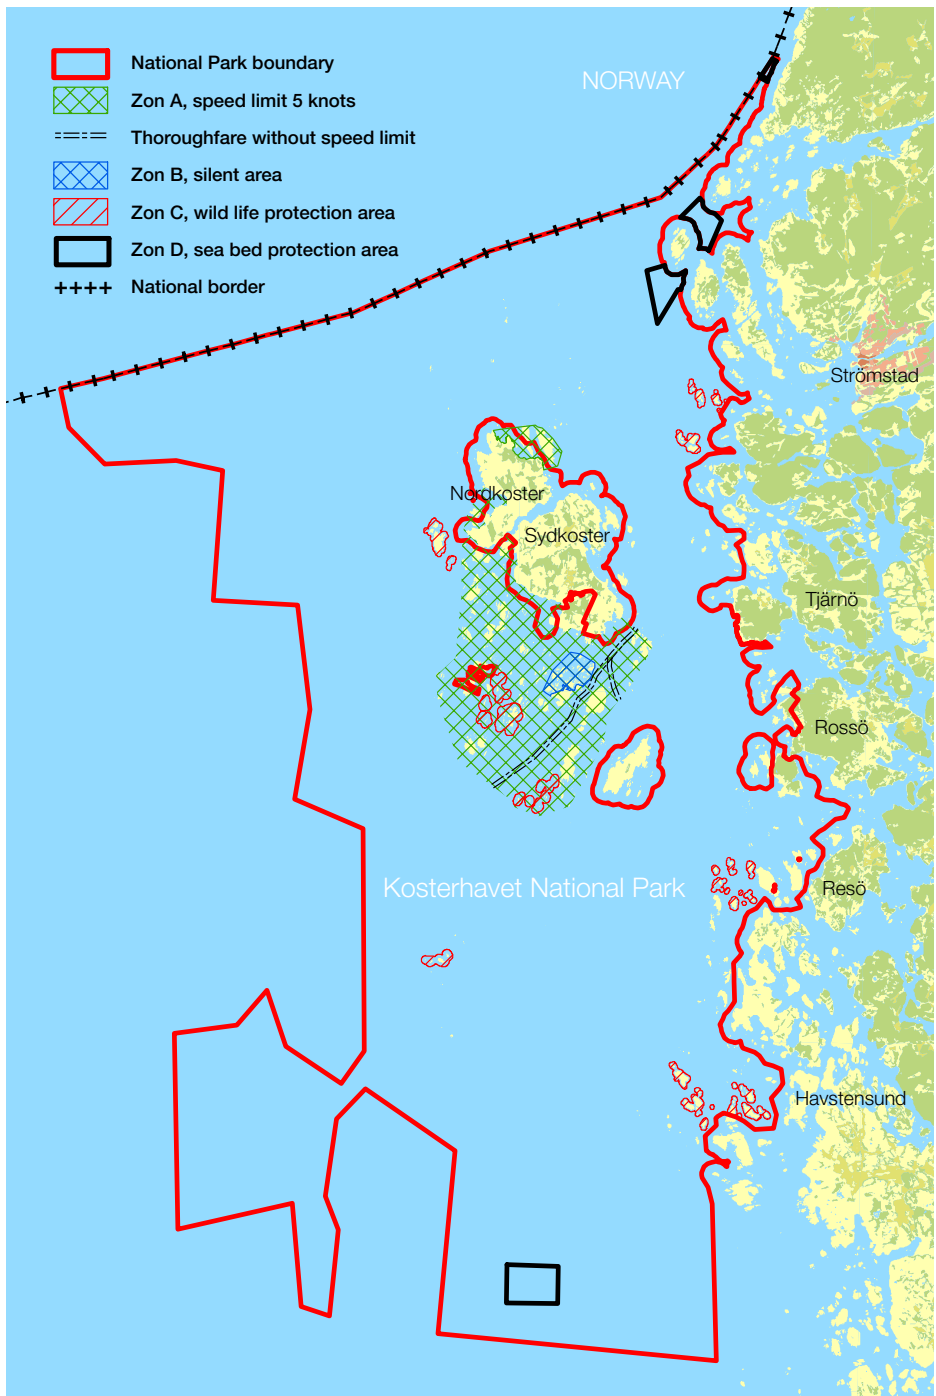 National Park boundary
Zon A, speed limit 5 knots
Thoroughfare without speed limit
Zon B, silent area
Zon C, wild life protection area
Zon D, sea bed protection area
National border
NORWAY
Strömstad
Nordkoster
Sydkoster
Tjärnö
Rossö
Kosterhavet National Park
Resö
Havstensund